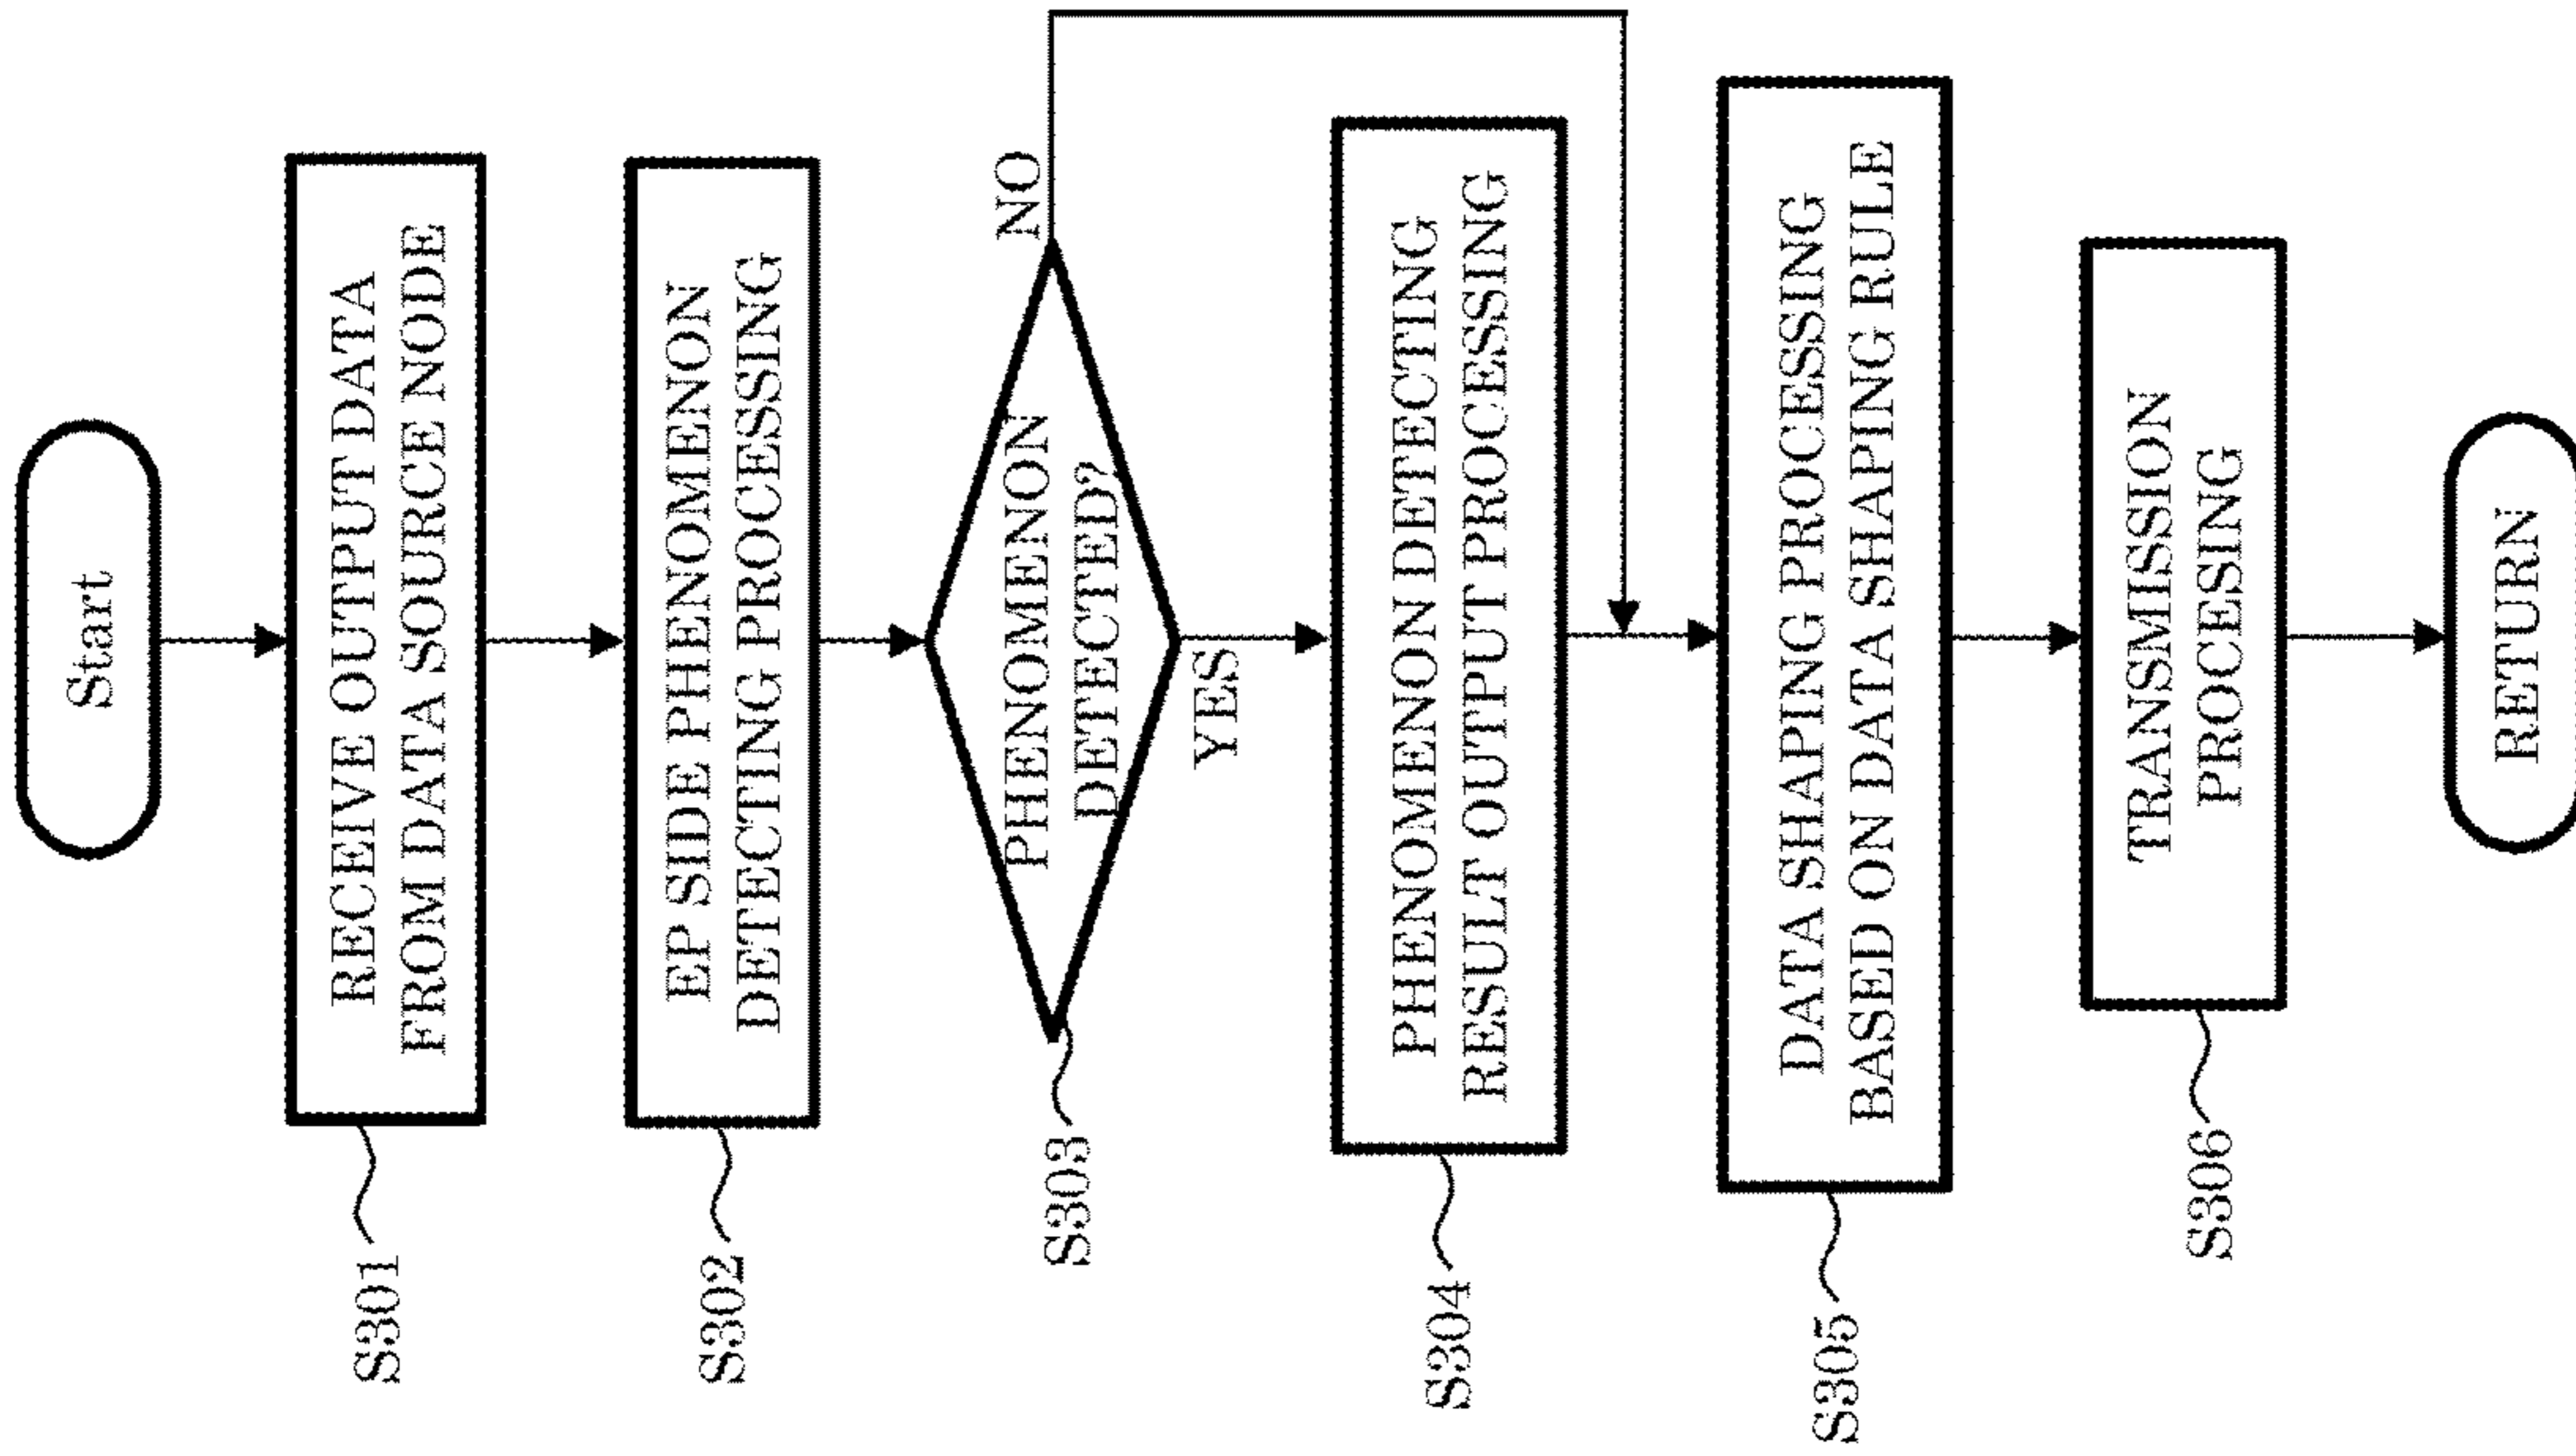 Start
S301
RECEIVE OUTPUT DATA
FROM DATA SOURCE NODE
S302
EP SIDE PHENOMENON
DETECTING PROCESSING
S303
PHENOMENON
DETECTED?
NO
YES
S304
PHENOMENON DETECTING
RESULT OUTPUT PROCESSING
S305
DATA SHAPING PROCESSING
BASED ON DATA SHAPING RULE
S306
TRANSMISSION
PROCESSING
RETURN